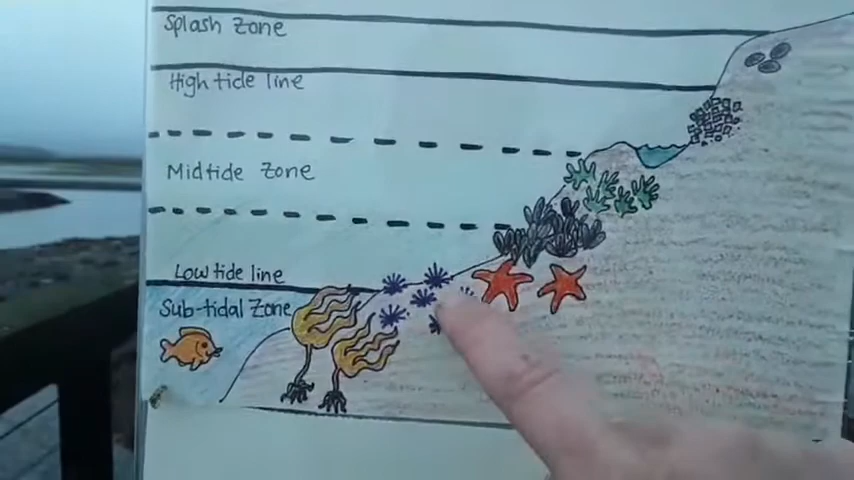 Splash Zone
High tide line
Midtide Zone
Low tide line
Sub-tidal Zone